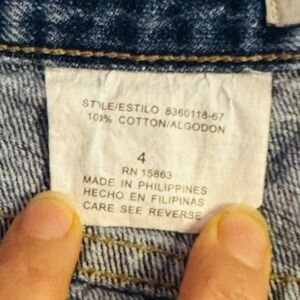 STYLE/ESTILO 8360118-67
100% COTTON/ALGODON
4
RN 15863
MADE IN PHILIPPINES
HECHO EN FILIPINAS
CARE SEE REVERSE